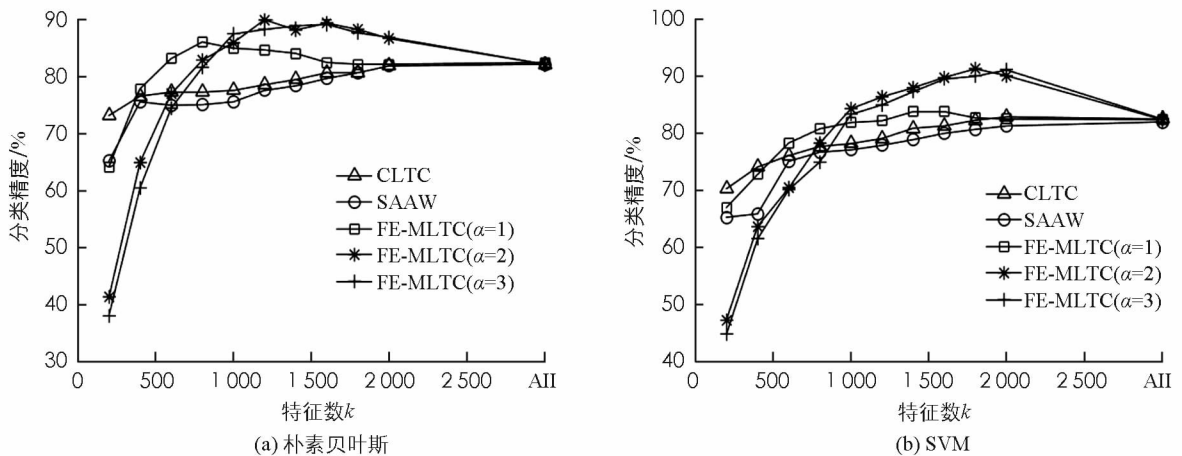 90
80
70
60
50
40
30
分类精度/%
CLTC
SAAW
FE-MLTC(α=1)
FE-MLTC(α=2)
FE-MLTC(α=3)
0 500 1 000 1 500 2 000 All
特征数k
(a) 朴素贝叶斯
100
90
80
70
60
50
40
分类精度/%
CLTC
SAAW
FE-MLTC(α=1)
FE-MLTC(α=2)
FE-MLTC(α=3)
0 500 1 000 1 500 2 000 2 500 All
特征数k
(b) SVM